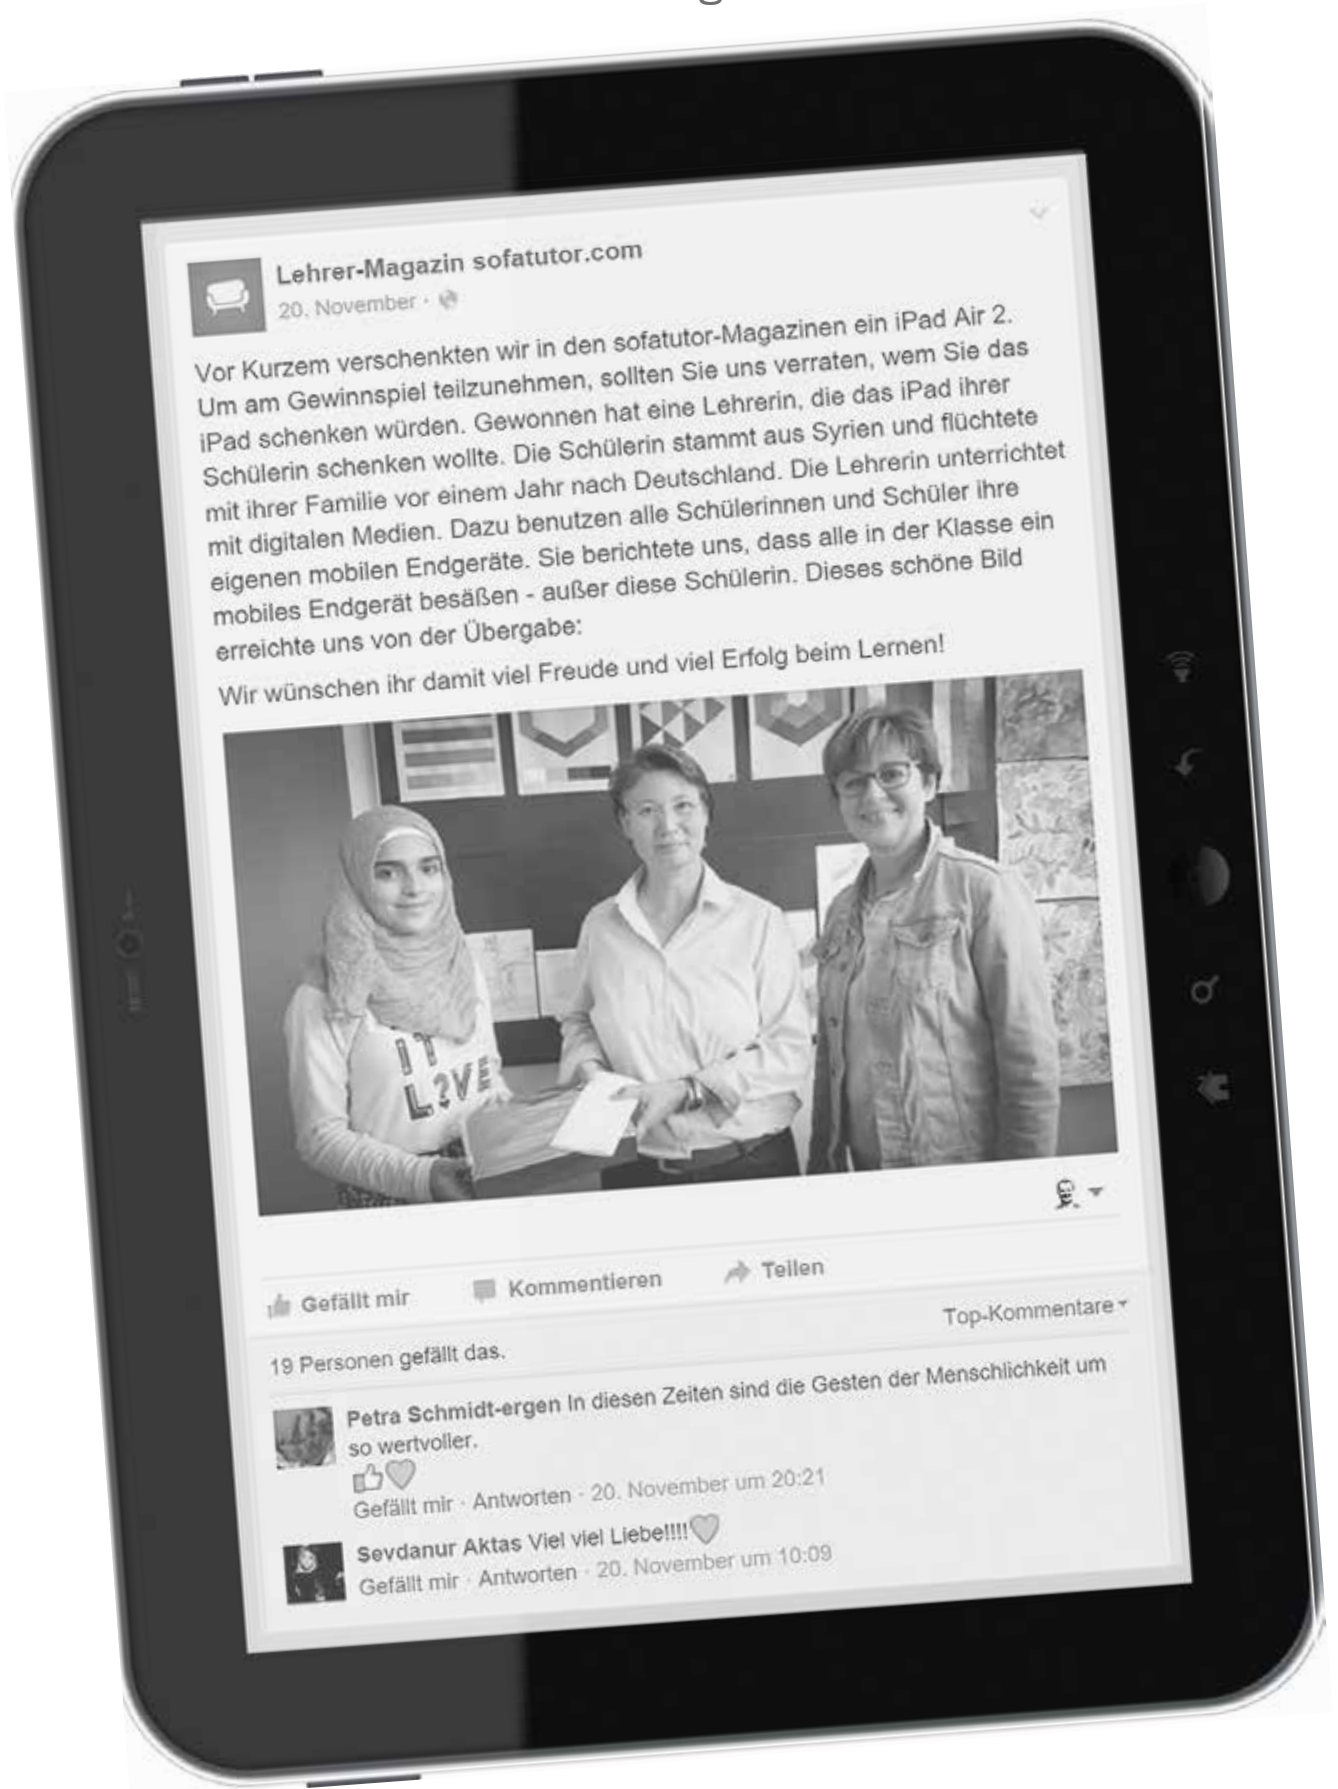 Lehrer-Magazin sofatutor.com
20. November ·
Vor Kurzem verschenkten wir in den sofatutor-Magazinen ein iPad Air 2.
Um am Gewinnspiel teilzunehmen, sollten Sie uns verraten, wem Sie das
iPad schenken würden. Gewonnen hat eine Lehrerin, die das iPad ihrer
Schülerin schenken wollte. Die Schülerin stammt aus Syrien und flüchtete
mit ihrer Familie vor einem Jahr nach Deutschland. Die Lehrerin unterrichtet
mit digitalen Medien. Dazu benutzen alle Schülerinnen und Schüler ihre
eigenen mobilen Endgeräte. Sie berichtete uns, dass alle in der Klasse ein
mobiles Endgerät besäßen - außer diese Schülerin. Dieses schöne Bild
erreichte uns von der Übergabe:
Wir wünschen ihr damit viel Freude und viel Erfolg beim Lernen!
IT
Gefällt mir Kommentieren Teilen
Top-Kommentare
19 Personen gefällt das.
Petra Schmidt-ergen In diesen Zeiten sind die Gesten der Menschlichkeit um
so wertvoller.
Gefällt mir · Antworten · 20. November um 20:21
Sevdanur Aktas Viel viel Liebe!!!!
Gefällt mir · Antworten · 20. November um 10:09